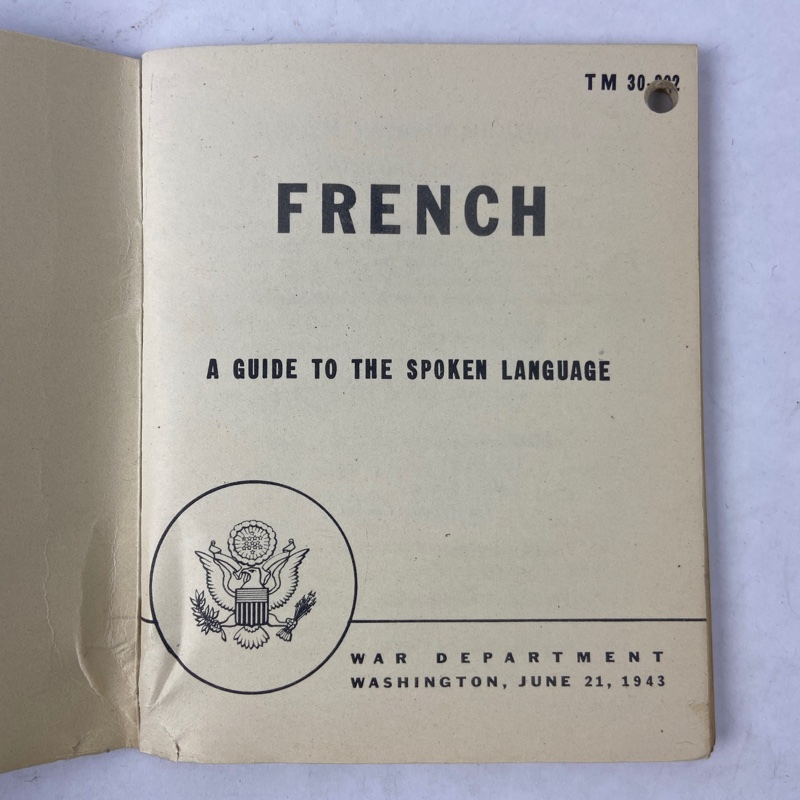 TM 30-
FRENCH
A GUIDE TO THE SPOKEN LANGUAGE
WAR DEPARTMENT
WASHINGTON, JUNE 21, 1943